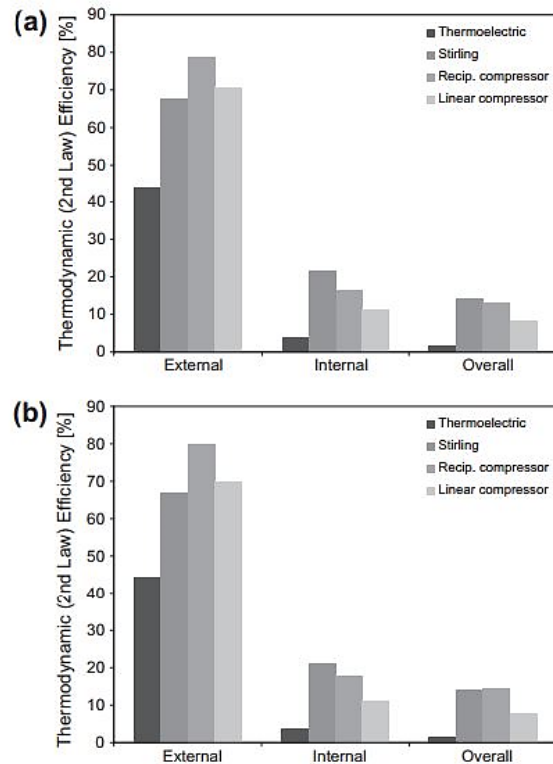 (a)
Thermodynamic (2nd Law) Efficiency [%]
90
80
70
60
50
40
30
20
10
0
Thermoelectric
Stirling
Recip. compressor
Linear compressor
External Internal Overall
(b)
Thermodynamic (2nd Law) Efficiency [%]
90
80
70
60
50
40
30
20
10
0
Thermoelectric
Stirling
Recip. compressor
Linear compressor
External Internal Overall